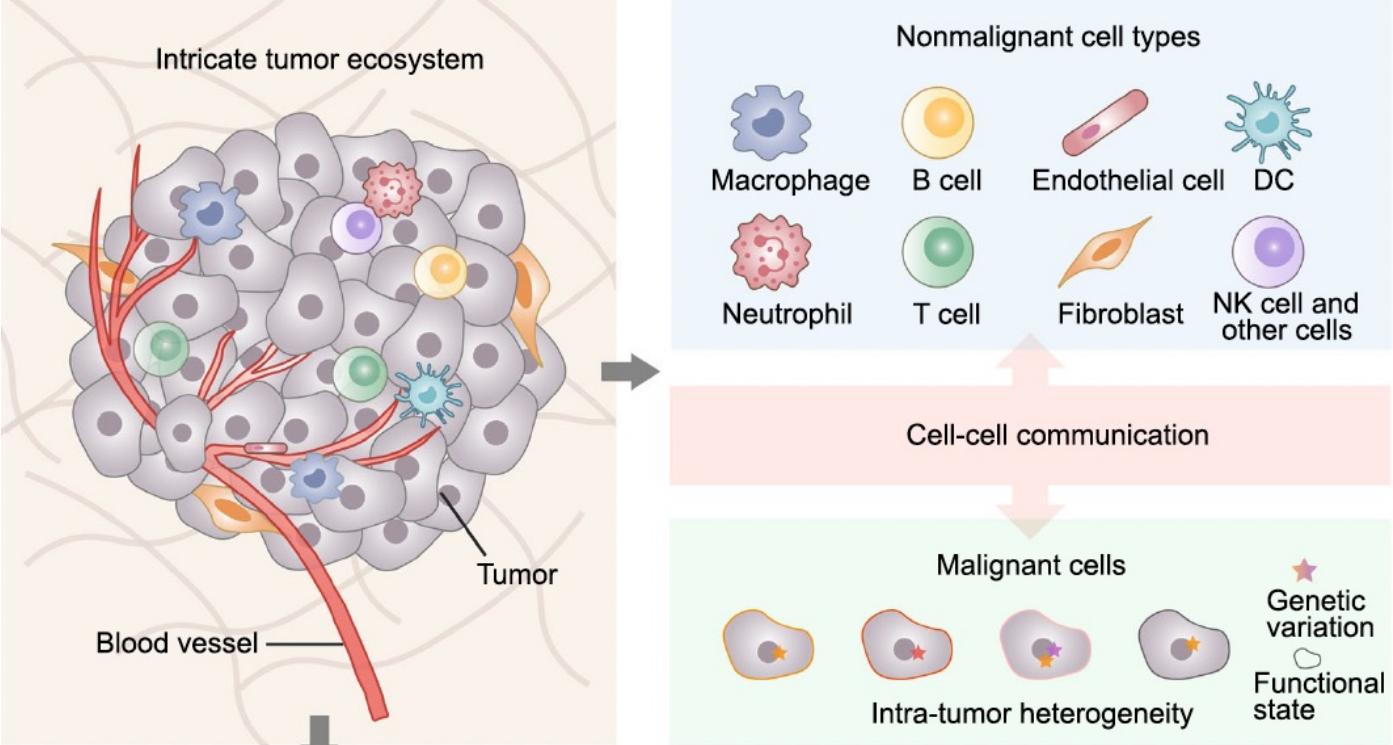 Intricate tumor ecosystem
Tumor
Blood vessel
Nonmalignant cell types
Macrophage
B cell
Endothelial cell
DC
Neutrophil
T cell
Fibroblast
NK cell and
other cells
Cell-cell communication
Malignant cells
Genetic
variation
Functional
state
Intra-tumor heterogeneity